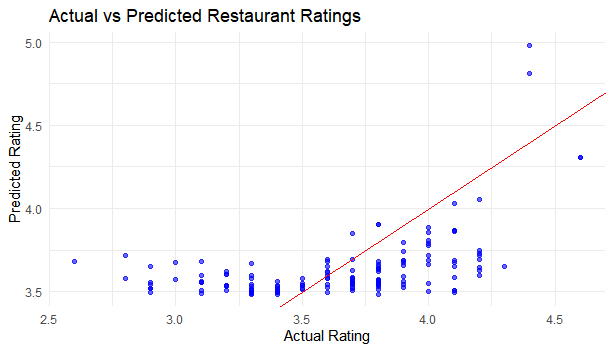 Actual vs Predicted Restaurant Ratings
Predicted Rating
5.0
4.5
4.0
3.5
2.5 3.0 3.5 4.0 4.5
Actual Rating